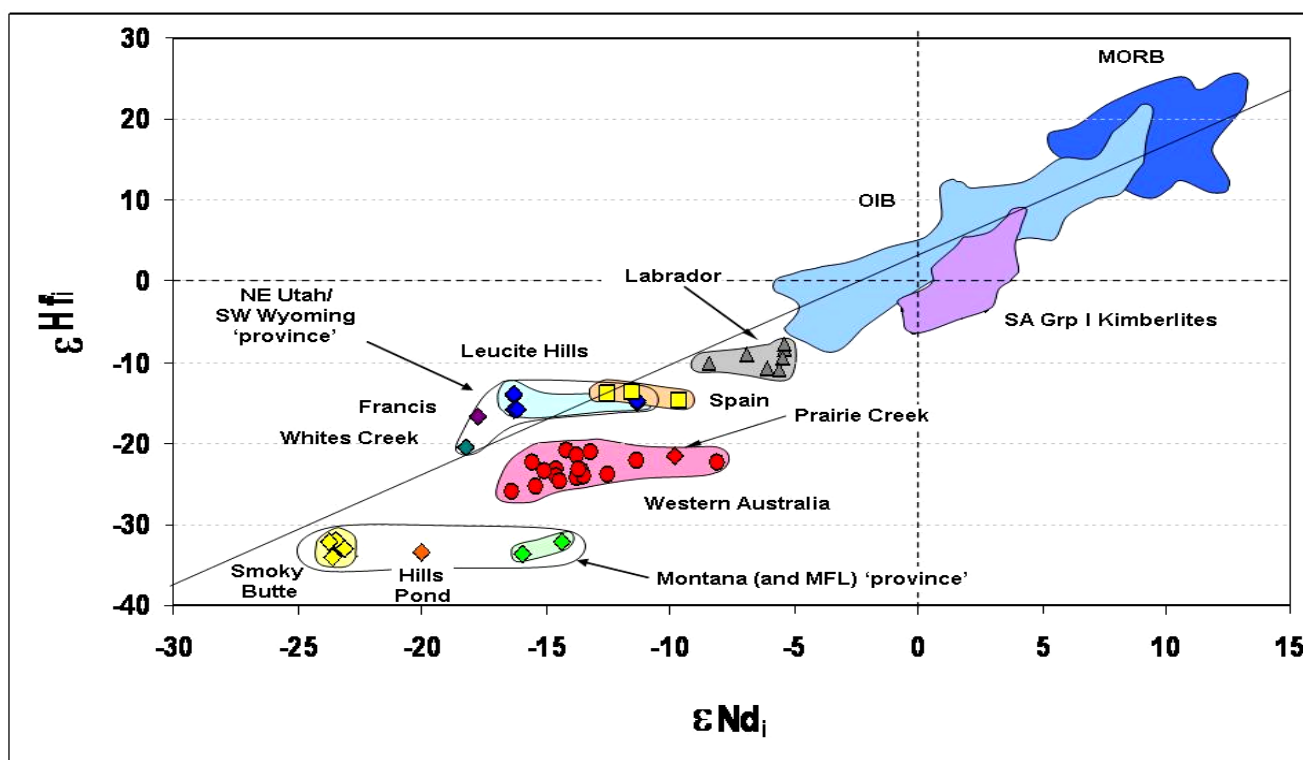 30
20
10
0
-10
-20
-30
-40
εHfi
MORB
OIB
Labrador
SA Grp I Kimberlites
NE Utah/
SW Wyoming
‘province’
Leucite Hills
Francis
Spain
Prairie Creek
Whites Creek
Western Australia
Smoky
Butte
Hills
Pond
Montana (and MFL) ‘province’
-30 -25 -20 -15 -10 -5 0 5 10 15
εNdi